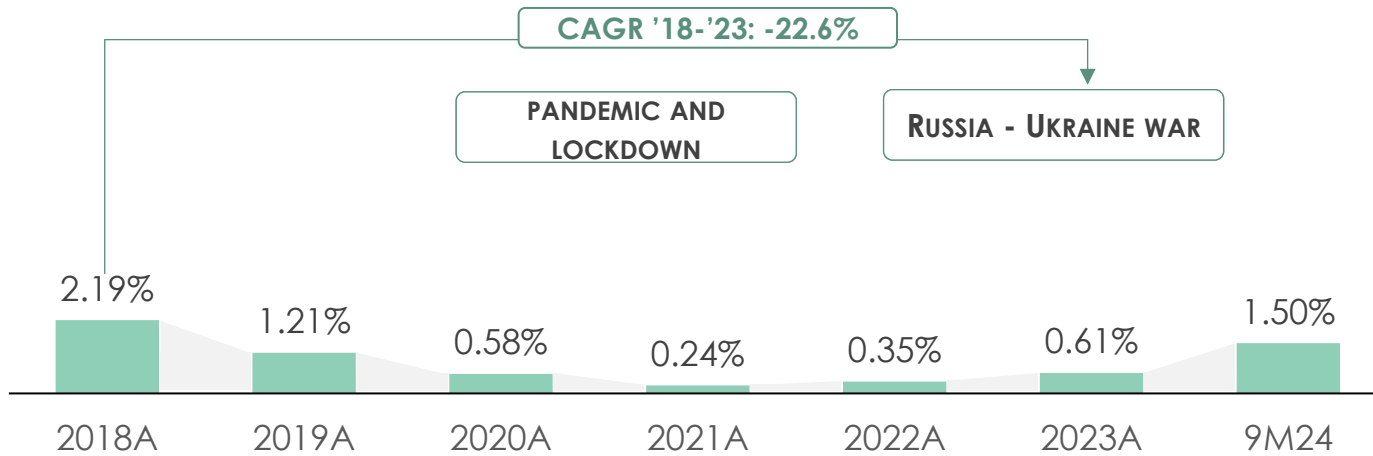 CAGR ’18-’23: -22.6%
PANDEMIC AND
LOCKDOWN
RUSSIA - UKRAINE WAR
2.19%
1.21%
0.58%
0.24%
0.35%
0.61%
1.50%
2018A
2019A
2020A
2021A
2022A
2023A
9M24